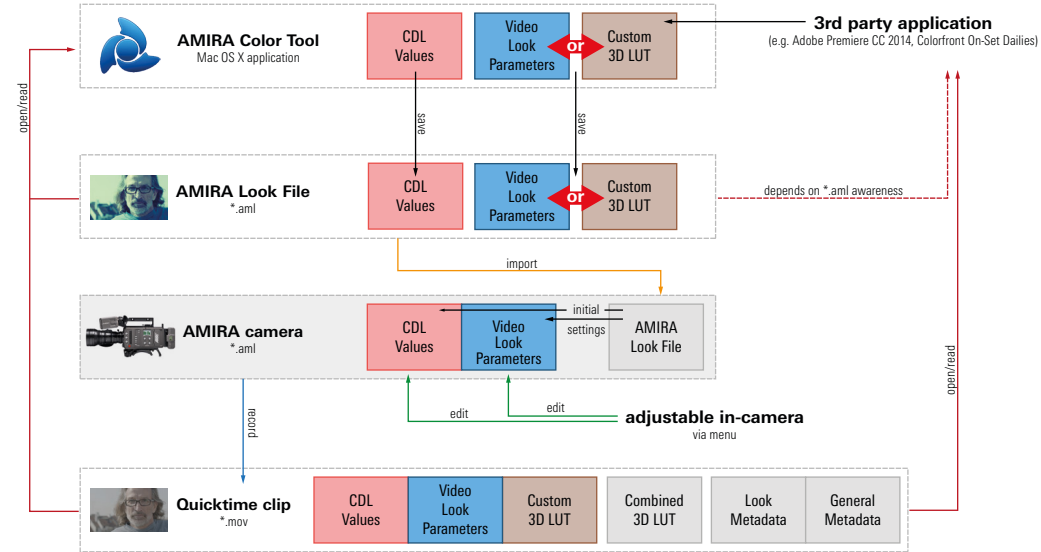 AMIRA Color Tool
Mac OS X application
CDL
Values
Video
Look
Parameters
or
Custom
3D LUT
3rd party application
(e.g. Adobe Premiere CC 2014, Colorfront On-Set Dailies)
open/read
save
save
AMIRA Look File
*.aml
CDL
Values
Video
Look
Parameters
or
Custom
3D LUT
depends on *.aml awareness
import
AMIRA camera
*.aml
CDL
Values
Video
Look
Parameters
initial
settings
AMIRA
Look File
open/read
record
edit
edit
adjustable in-camera
via menu
Quicktime clip
*.mov
CDL
Values
Video
Look
Parameters
Custom
3D LUT
Combined
3D LUT
Look
Metadata
General
Metadata